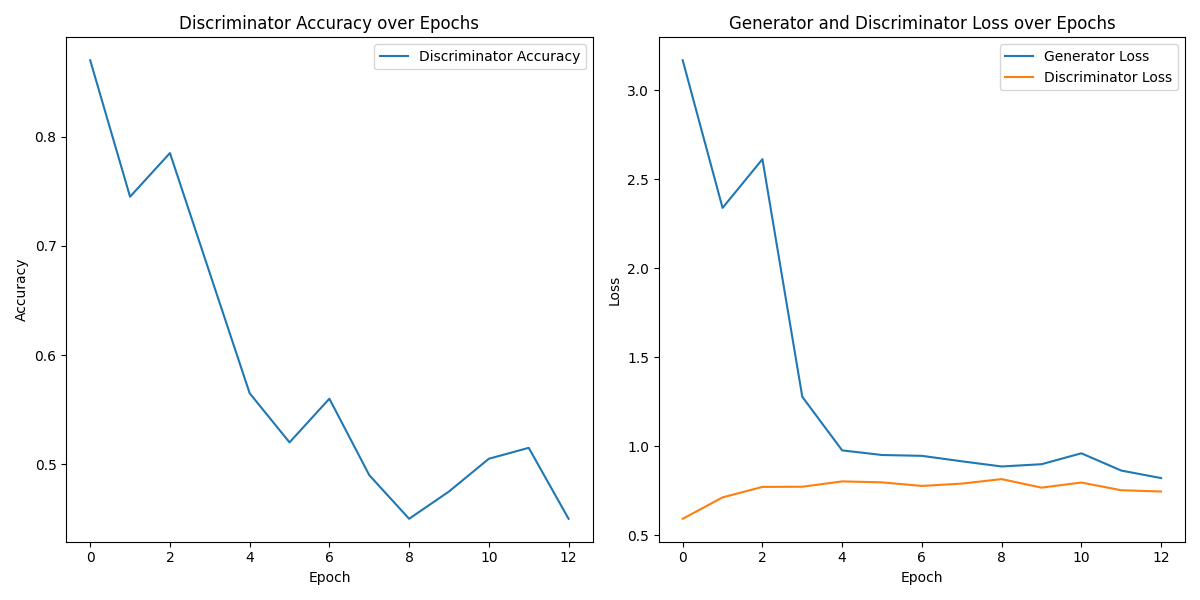 Discriminator Accuracy over Epochs
Discriminator Accuracy
Accuracy
0.8
0.7
0.6
0.5
0 2 4 6 8 10 12
Epoch
Generator and Discriminator Loss over Epochs
Generator Loss
Discriminator Loss
Loss
3.0
2.5
2.0
1.5
1.0
0.5
0 2 4 6 8 10 12
Epoch